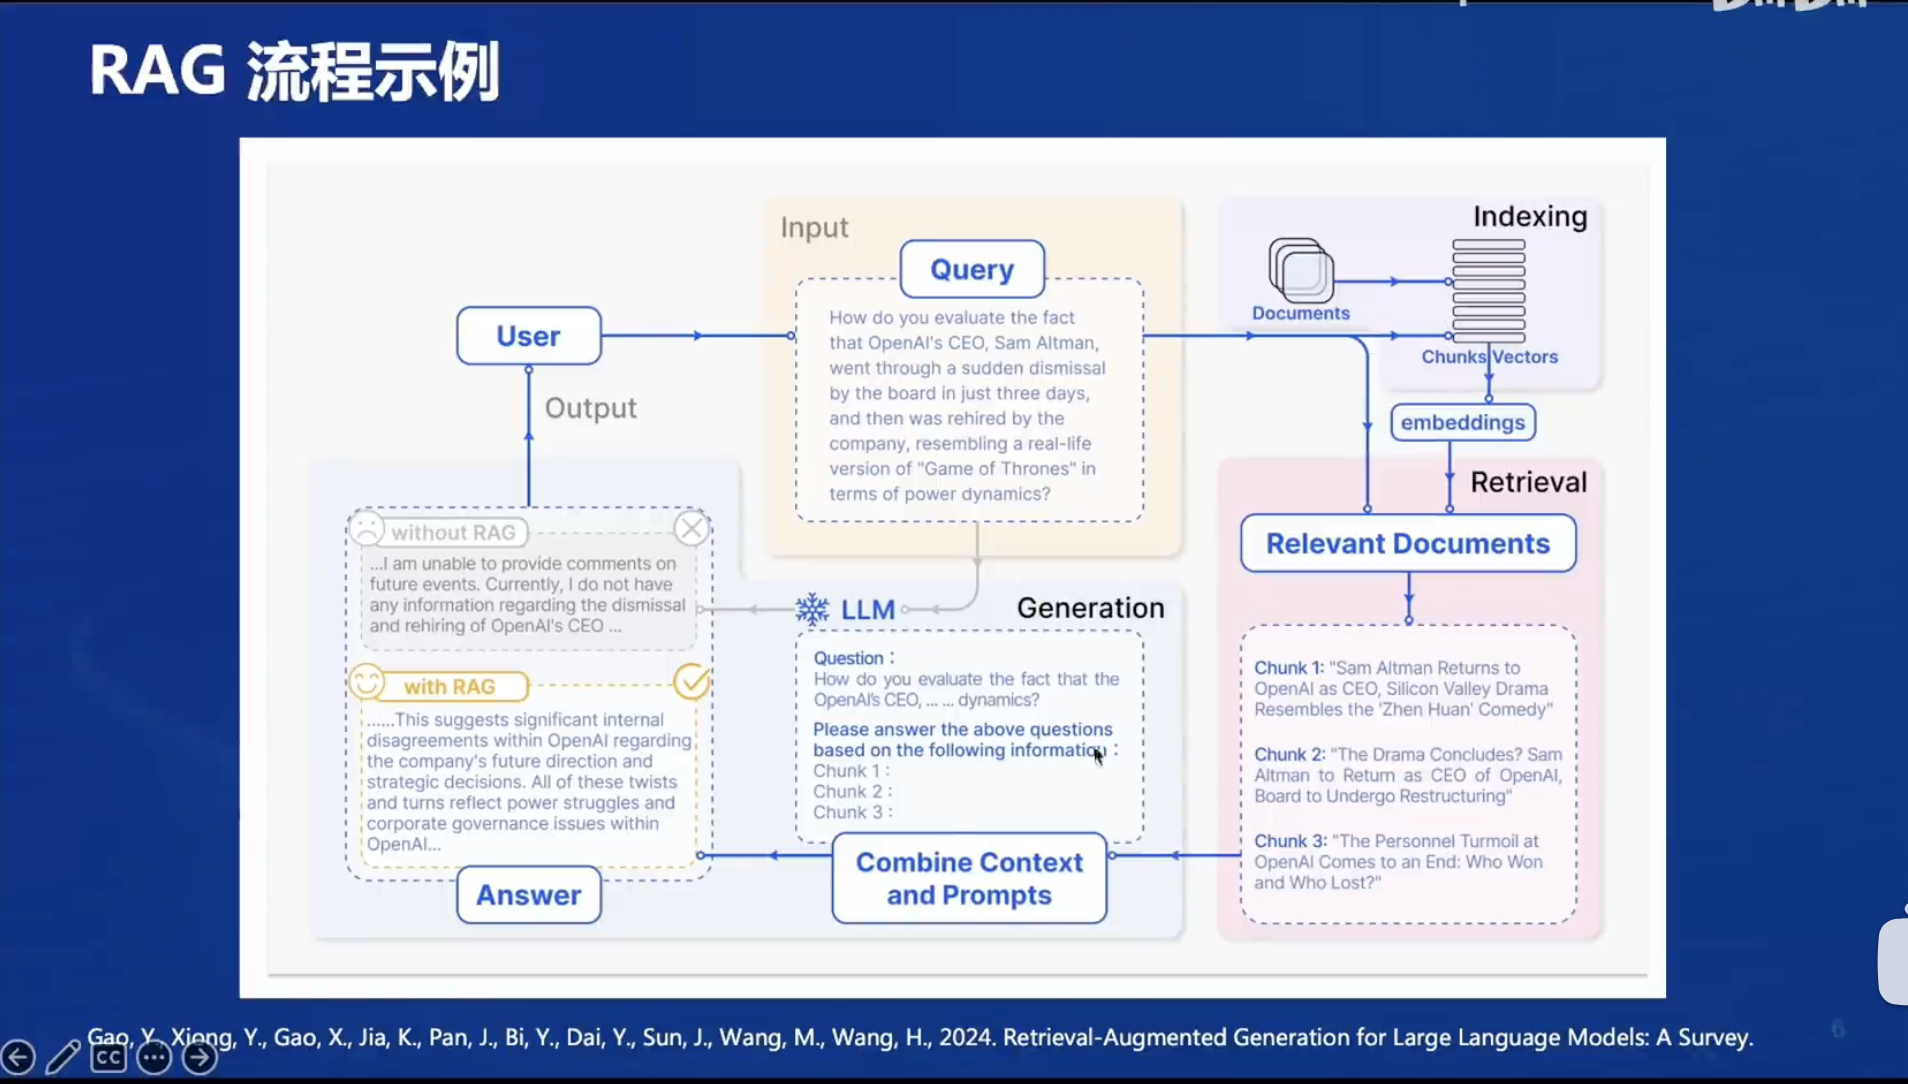 RAG 流程示例
Input
Query
How do you evaluate the fact
that OpenAI's CEO, Sam Altman,
went through a sudden dismissal
by the board in just three days,
and then was rehired by the
company, resembling a real-life
version of "Game of Thrones" in
terms of power dynamics?
Indexing
Documents
Chunks Vectors
embeddings
User
Output
Retrieval
Relevant Documents
Chunk 1: "Sam Altman Returns to
OpenAI as CEO, Silicon Valley Drama
Resembles the 'Zhen Huan' Comedy"
Chunk 2: "The Drama Concludes? Sam
Altman to Return as CEO of OpenAI,
Board to Undergo Restructuring"
Chunk 3: "The Personnel Turmoil at
OpenAI Comes to an End: Who Won
and Who Lost?"
LLM
Generation
Question :
How do you evaluate the fact that the
OpenAI's CEO, ... ... dynamics?
Please answer the above questions
based on the following information :
Chunk 1 :
Chunk 2 :
Chunk 3 :
Combine Context
and Prompts
without RAG
...I am unable to provide comments on
future events. Currently, I do not have
any information regarding the dismissal
and rehiring of OpenAI's CEO ...
with RAG
......This suggests significant internal
disagreements within OpenAI regarding
the company's future direction and
strategic decisions. All of these twists
and turns reflect power struggles and
corporate governance issues within
OpenAI...
Answer
Gao, Y., Xiong, Y., Gao, X., Jia, K., Pan, J., Bi, Y., Dai, Y., Sun, J., Wang, M., Wang, H., 2024. Retrieval-Augmented Generation for Large Language Models: A Survey.
6
CC